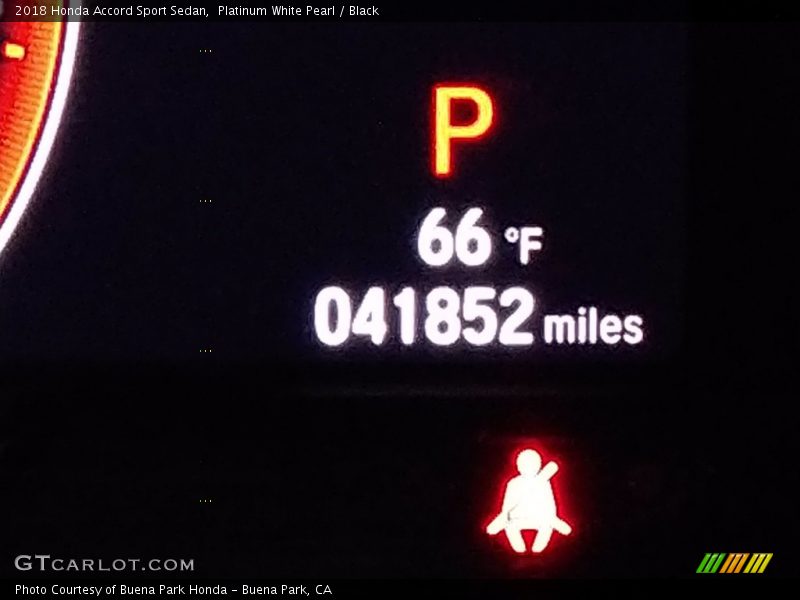 2018 Honda Accord Sport Sedan,  Platinum White Pearl / Black
P
66 °F
041852 miles
GTCARLOT.COM
Photo Courtesy of Buena Park Honda - Buena Park, CA